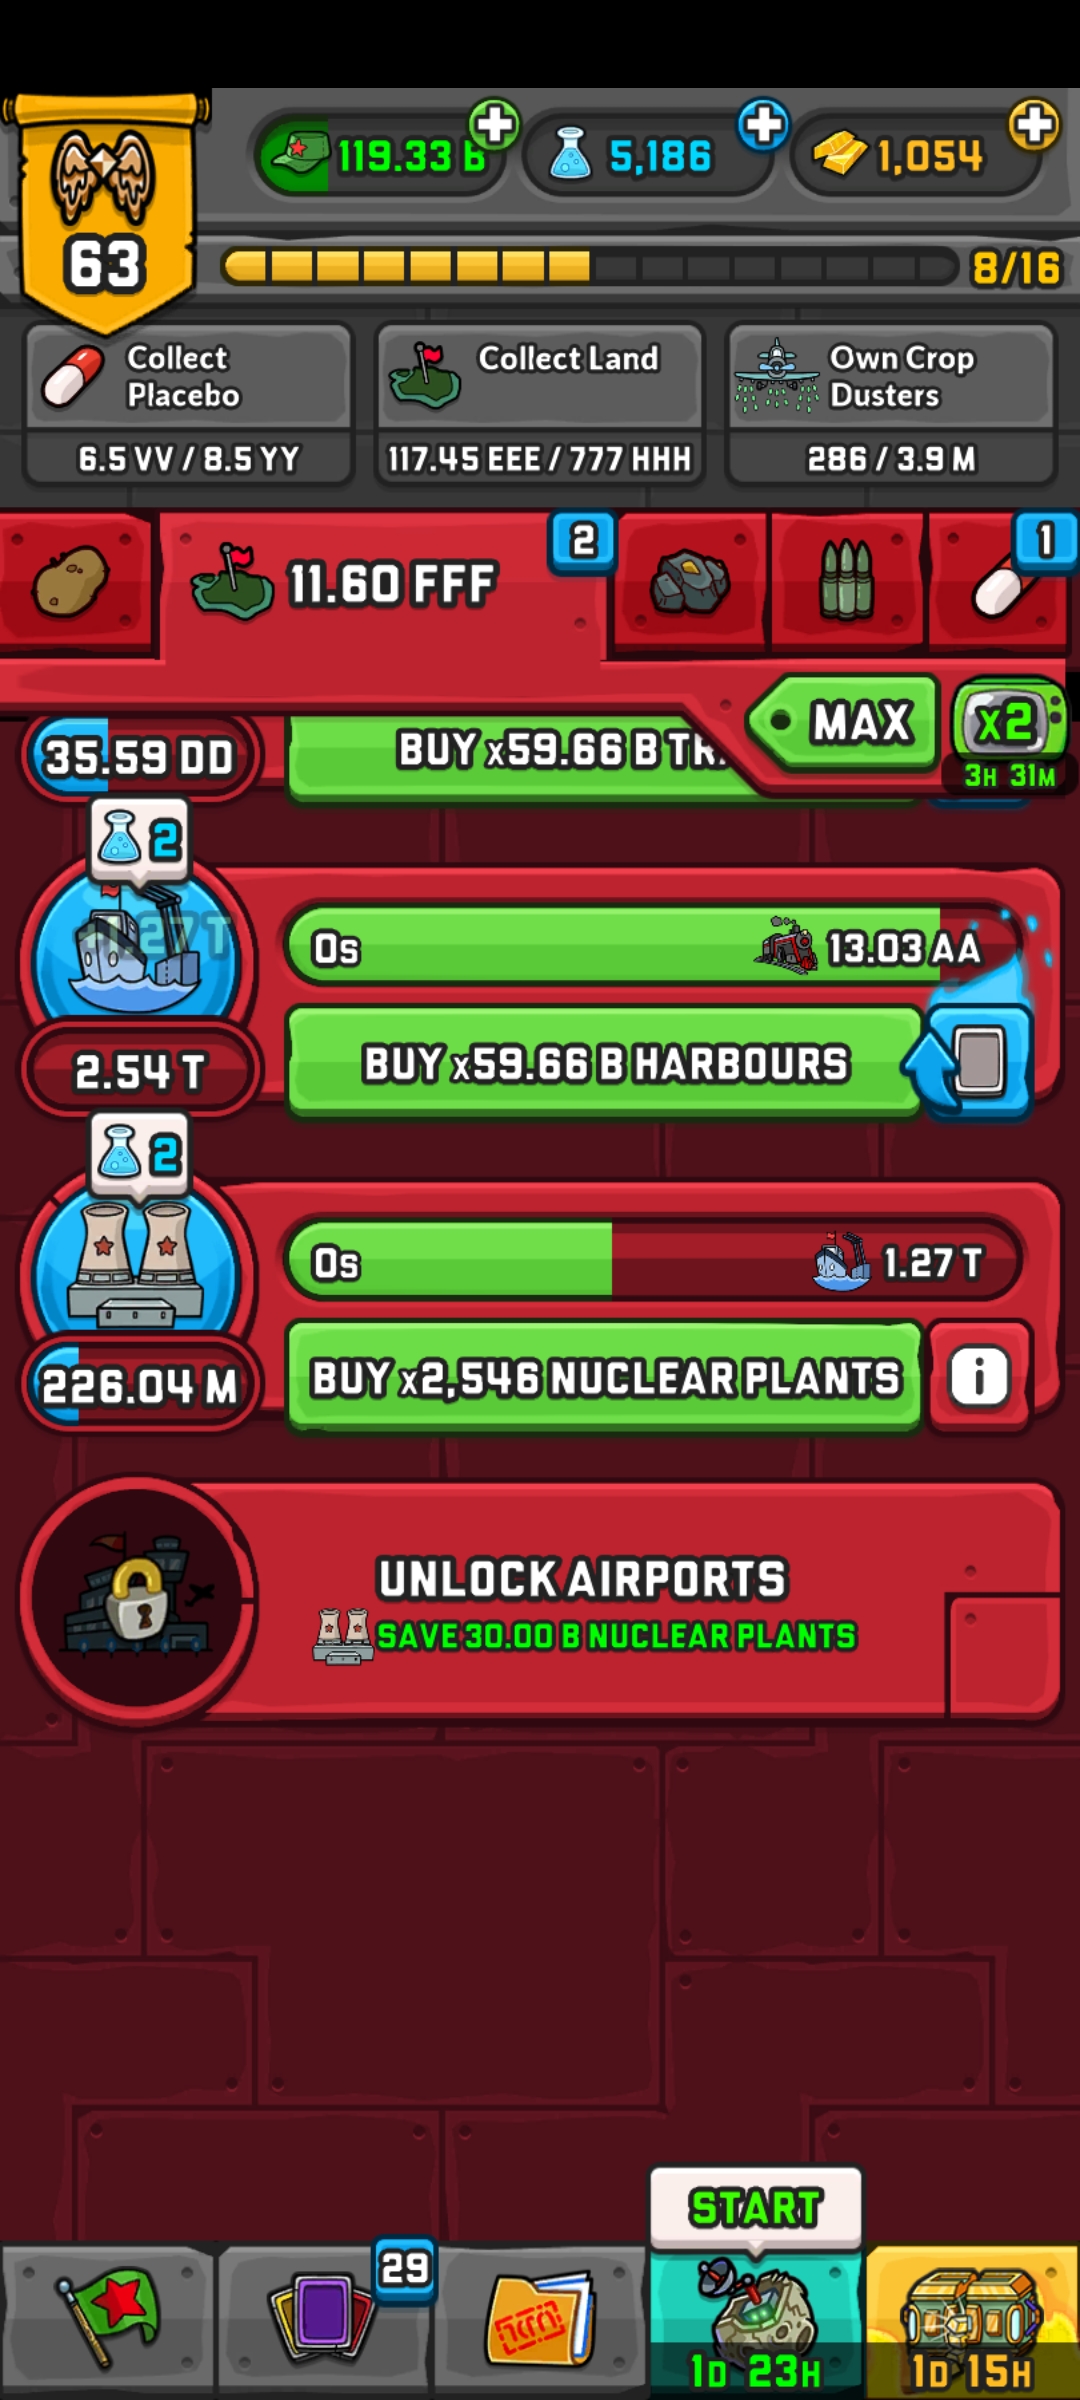 63
119.33 B
5,186
1,054
8/16
Collect
Placebo
6.5 VV / 8.5 YY
Collect Land
117.45 EEE / 777 HHH
Own Crop
Dusters
286 / 3.9 M
11.60 FFF
2
1
MAX
x2
3H 31M
35.59 DD
BUY x59.66 B
2
1.27 T
0s
13.03 AA
2.54 T
BUY x59.66 B HARBOURS
2
0s
1.27 T
226.04 M
BUY x2,546 NUCLEAR PLANTS
i
UNLOCK AIRPORTS
SAVE 30.00 B NUCLEAR PLANTS
START
29
1D 23H
1D 15H